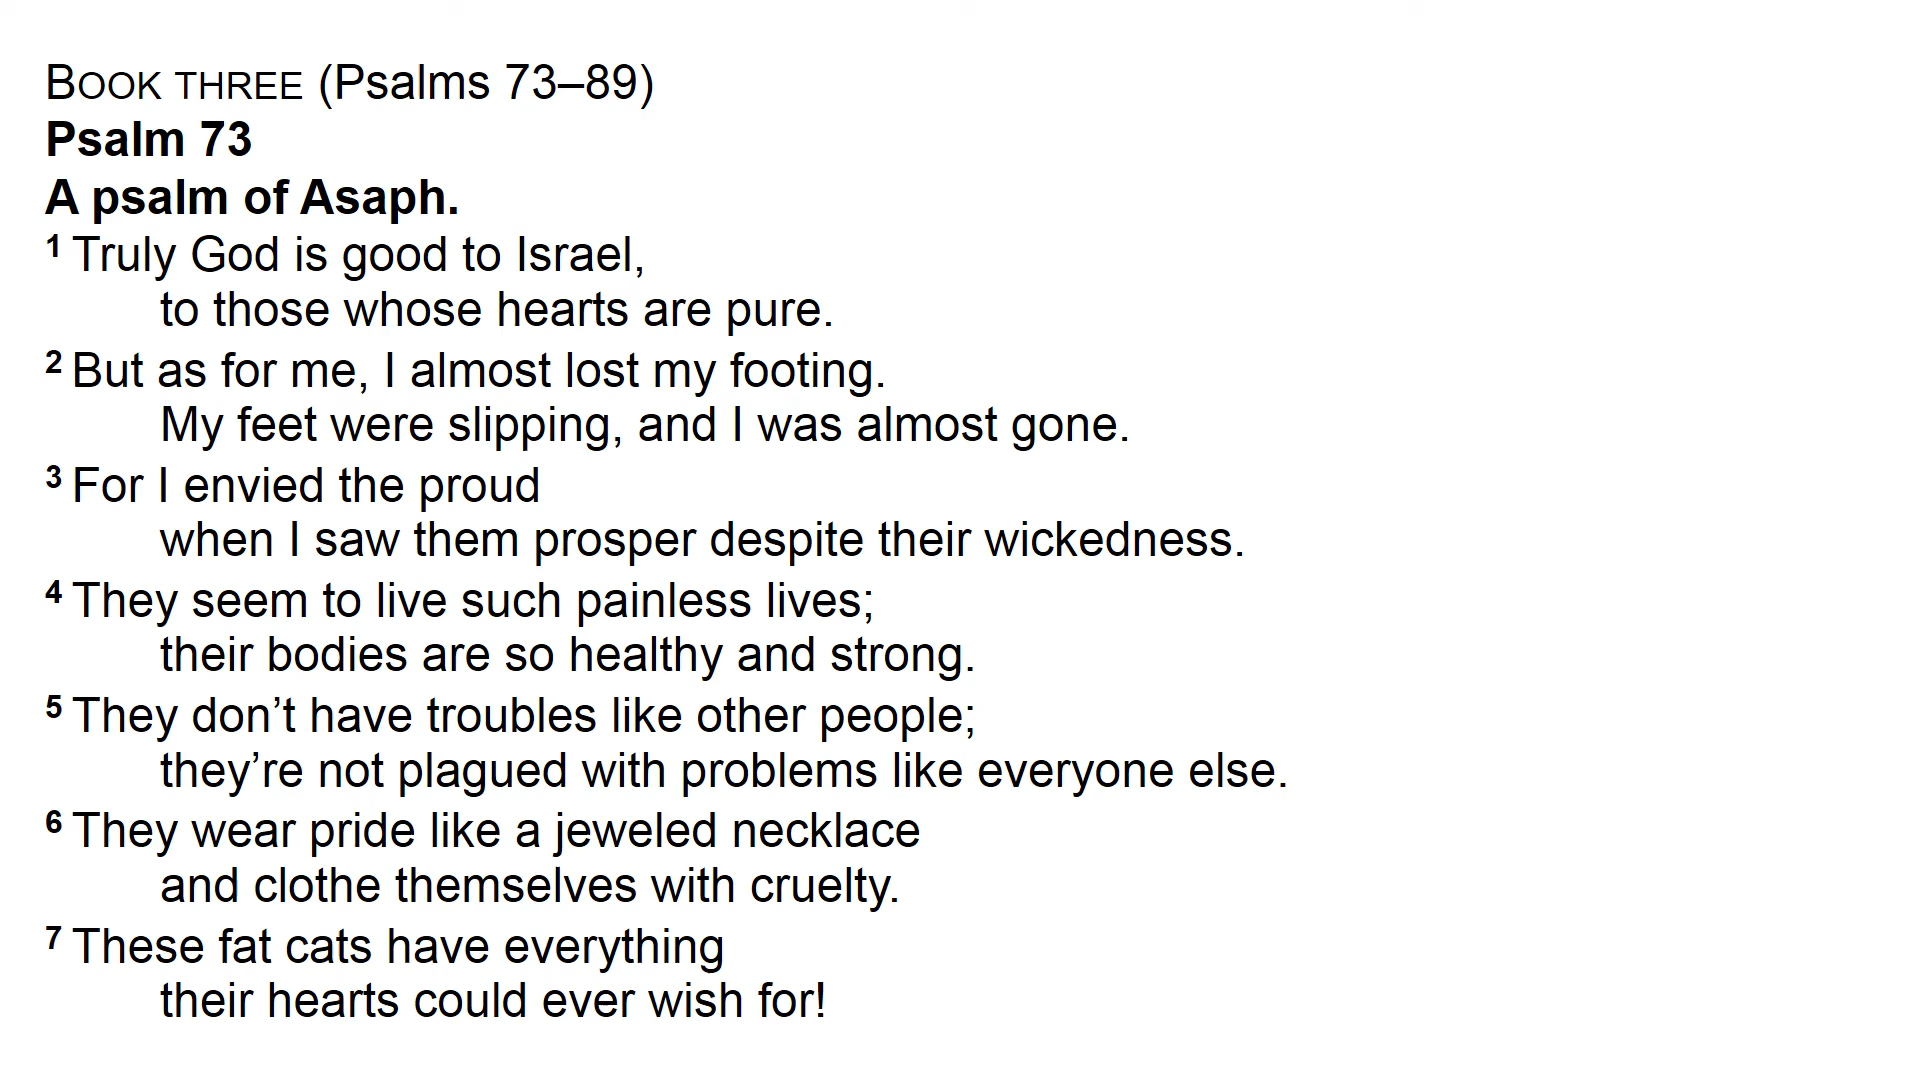 BOOK THREE (Psalms 73–89)
Psalm 73
A psalm of Asaph.
1 Truly God is good to Israel,
to those whose hearts are pure.
2 But as for me, I almost lost my footing.
My feet were slipping, and I was almost gone.
3 For I envied the proud
when I saw them prosper despite their wickedness.
4 They seem to live such painless lives;
their bodies are so healthy and strong.
5 They don’t have troubles like other people;
they’re not plagued with problems like everyone else.
6 They wear pride like a jeweled necklace
and clothe themselves with cruelty.
7 These fat cats have everything
their hearts could ever wish for!